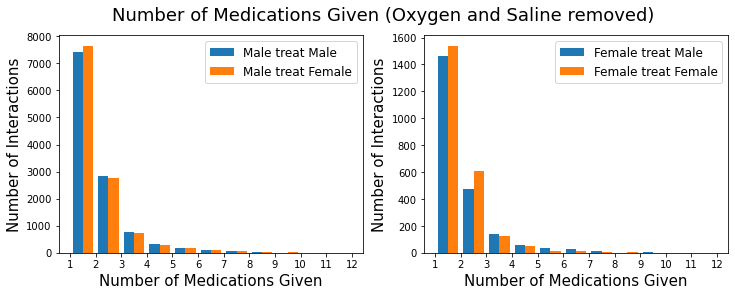 Number of Medications Given (Oxygen and Saline removed)
Number of Interactions
8000
7000
6000
5000
4000
3000
2000
1000
0
Male treat Male
Male treat Female
1 2 3 4 5 6 7 8 9 10 11 12
Number of Medications Given
Number of Interactions
1600
1400
1200
1000
800
600
400
200
0
Female treat Male
Female treat Female
1 2 3 4 5 6 7 8 9 10 11 12
Number of Medications Given